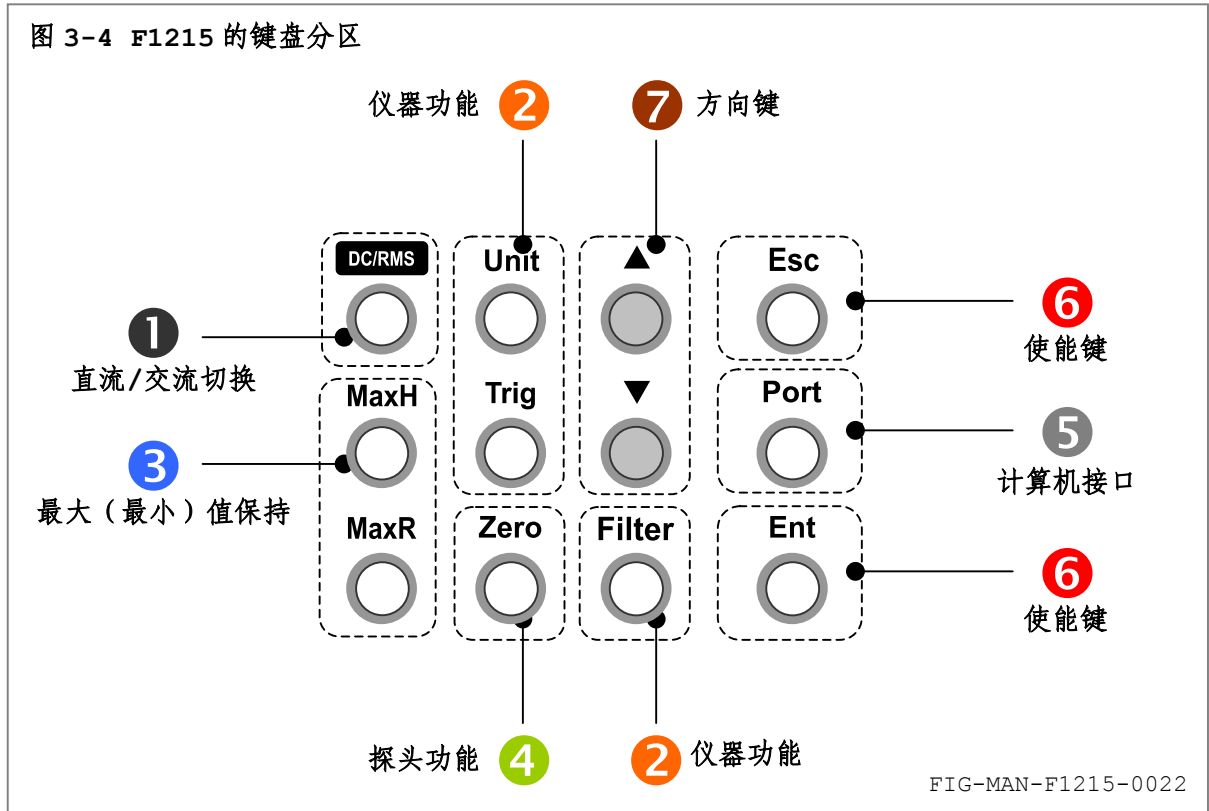 图 3-4 F1215 的键盘分区
仪器功能 2
7 方向键
DC/RMS
Unit
▲
Esc
1
直流/交流切换
6
使能键
MaxH
Trig
▼
Port
3
最大（最小）值保持
5
计算机接口
MaxR
Zero
Filter
Ent
6
使能键
探头功能 4
2 仪器功能
FIG-MAN-F1215-0022